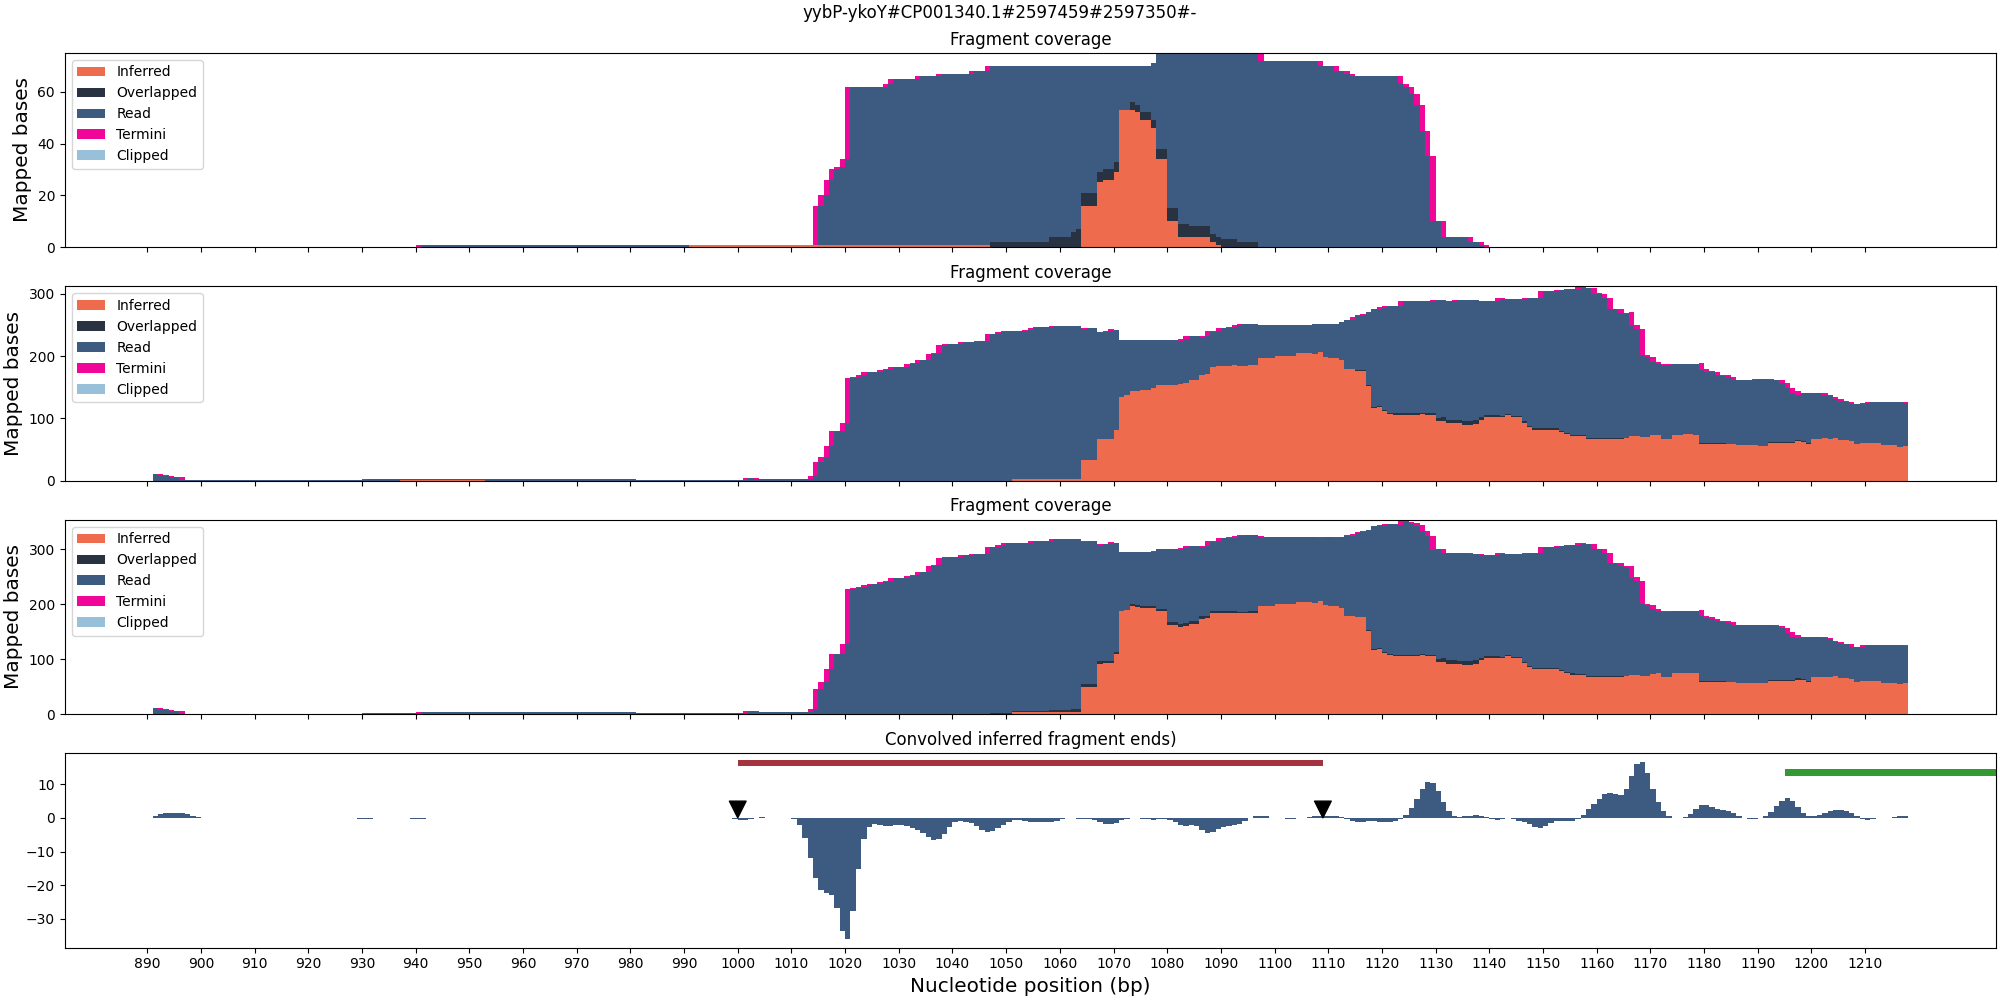 yybP-ykoY#CP001340.1#2597459#2597350#-
Fragment coverage
Mapped bases
60
40
20
0
Inferred
Overlapped
Read
Termini
Clipped
Fragment coverage
Mapped bases
300
200
100
0
Inferred
Overlapped
Read
Termini
Clipped
Fragment coverage
Mapped bases
300
200
100
0
Inferred
Overlapped
Read
Termini
Clipped
Convolved inferred fragment ends)
10
0
−10
−20
−30
890 900 910 920 930 940 950 960 970 980 990 1000 1010 1020 1030 1040 1050 1060 1070 1080 1090 1100 1110 1120 1130 1140 1150 1160 1170 1180 1190 1200 1210
Nucleotide position (bp)